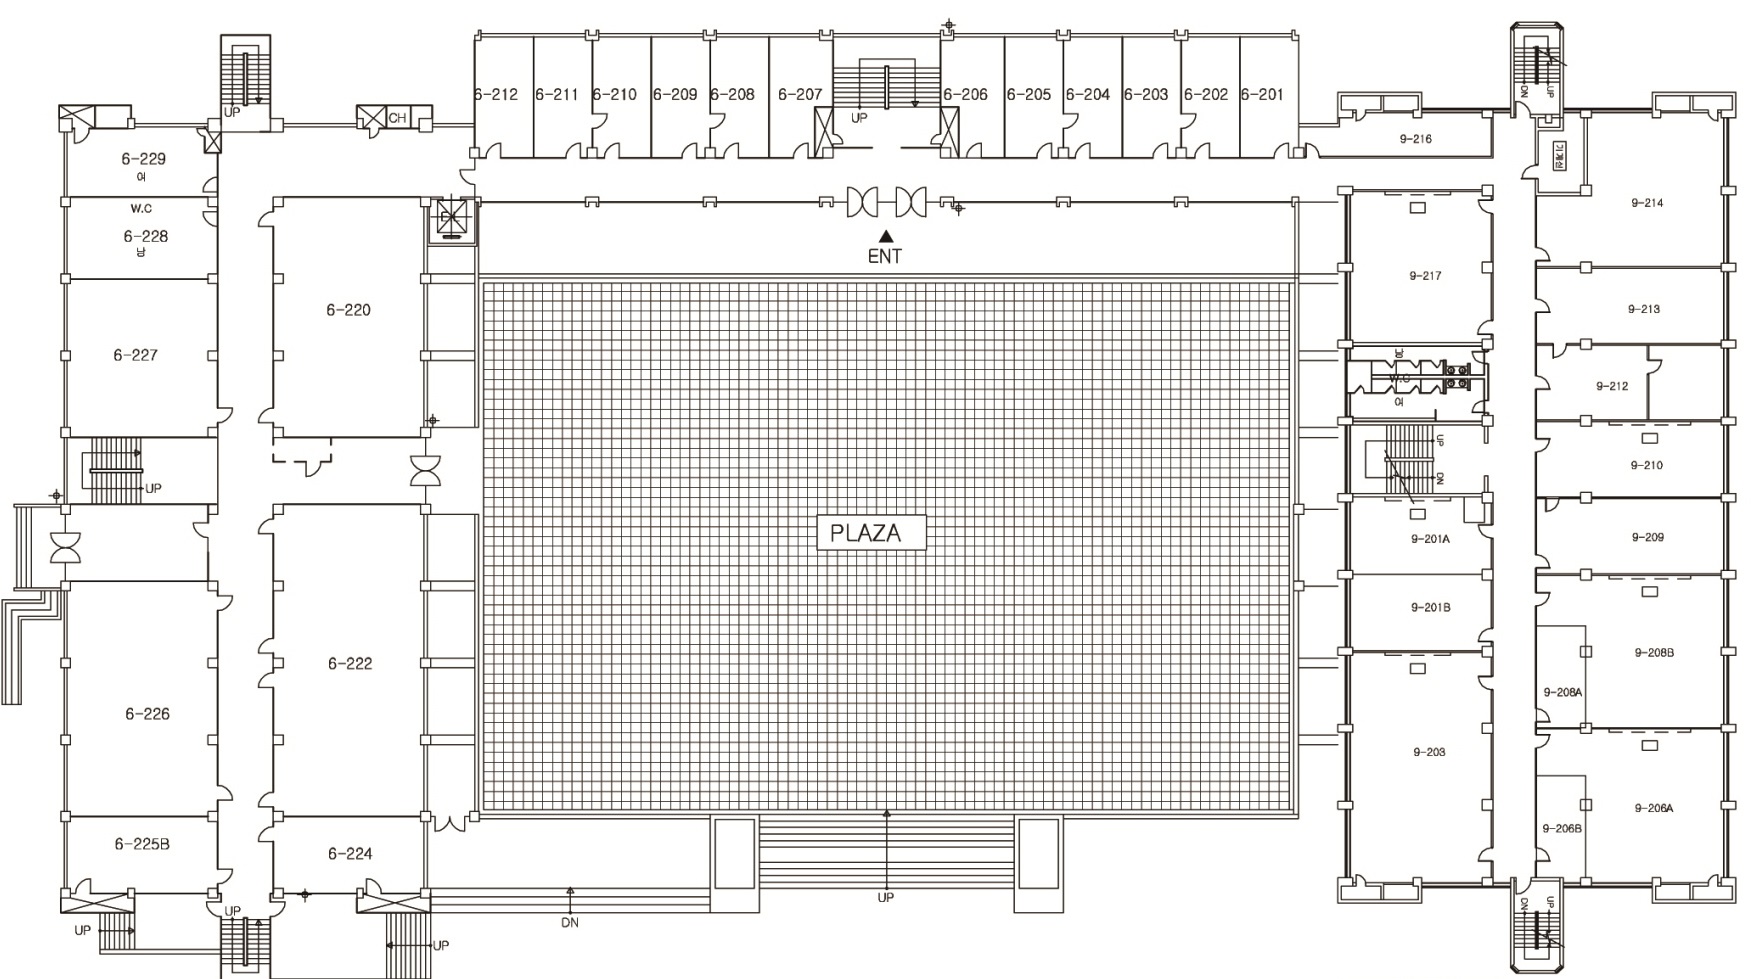 UP
CH
6-229
여
W.C
6-228
남
6-227
UP
6-226
6-225B
UP
UP
6-220
6-222
6-224
UP
6-212
6-211
6-210
6-209
6-208
6-207
UP
6-206
6-205
6-204
6-203
6-202
6-201
ENT
PLAZA
UP
DN
DN
UP
9-216
9-214
9-217
9-213
남
W.C
여
9-212
UP
DN
9-210
9-201A
9-209
9-201B
9-208B
9-208A
9-203
9-206A
9-206B
DN
UP